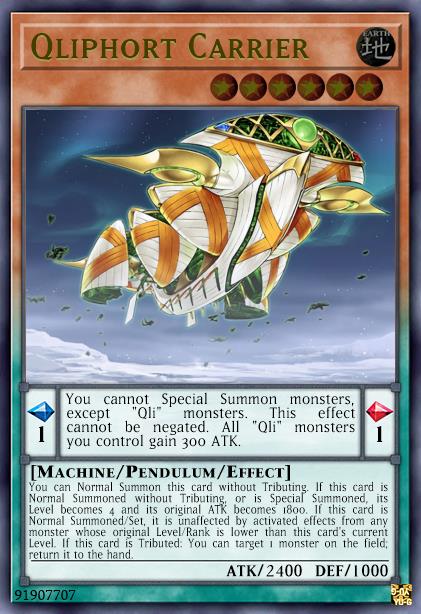 QLIPHORT CARRIER
EARTH
地
You cannot Special Summon monsters,
except "Qli" monsters. This effect
cannot be negated. All "Qli" monsters
you control gain 300 ATK.
1
1
[MACHINE/PENDULUM/EFFECT]
You can Normal Summon this card without Tributing. If this card is
Normal Summoned without Tributing, or is Special Summoned, its
Level becomes 4 and its original ATK becomes 1800. If this card is
Normal Summoned/Set, it is unaffected by activated effects from any
monster whose original Level/Rank is lower than this card's current
Level. If this card is Tributed: You can target 1 monster on the field;
return it to the hand.
ATK/2400 DEF/1000
91907707